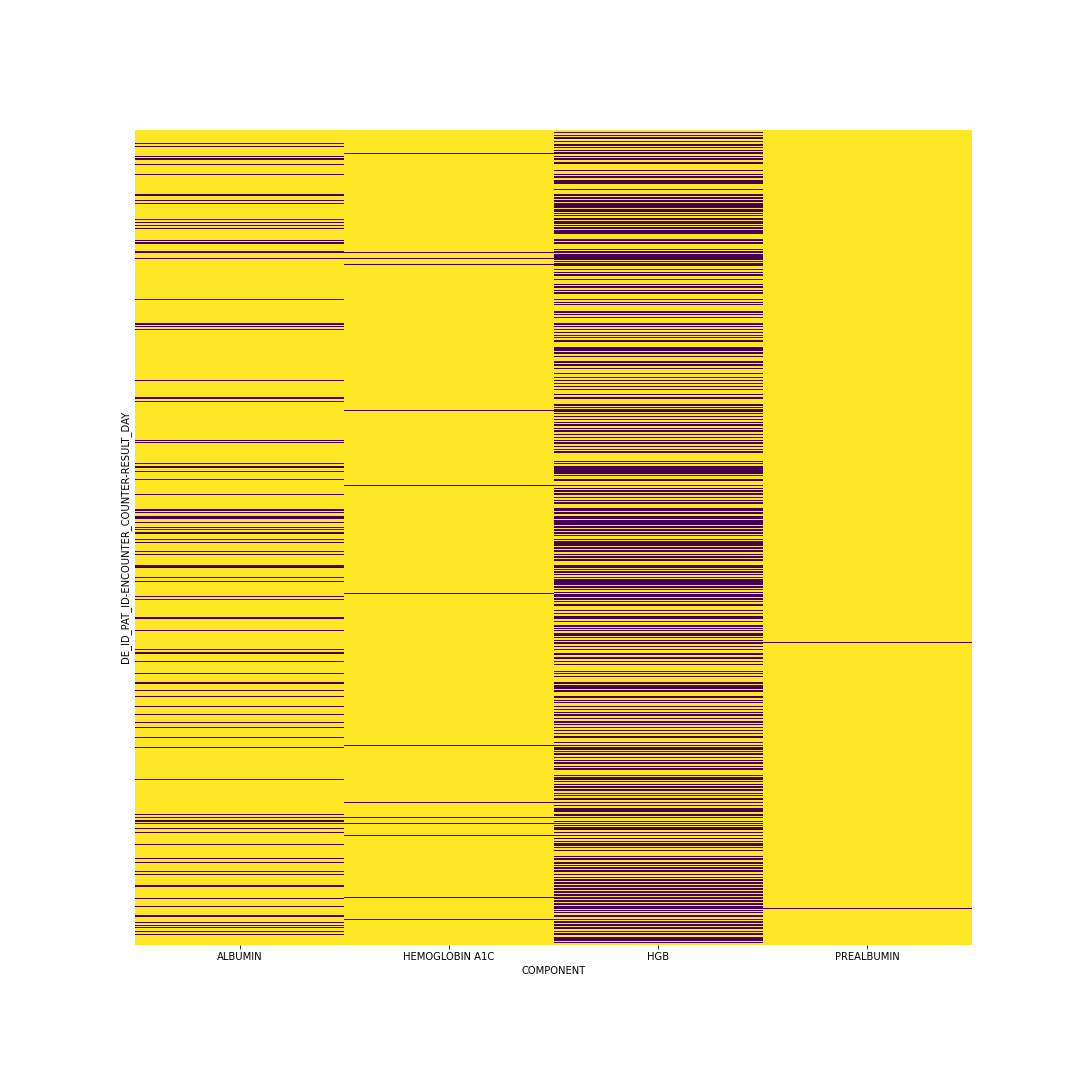 DE_ID_PAT_ID-ENCOUNTER_COUNTER-RESULT_DAY
ALBUMIN HEMOGLOBIN A1C HGB PREALBUMIN
COMPONENT